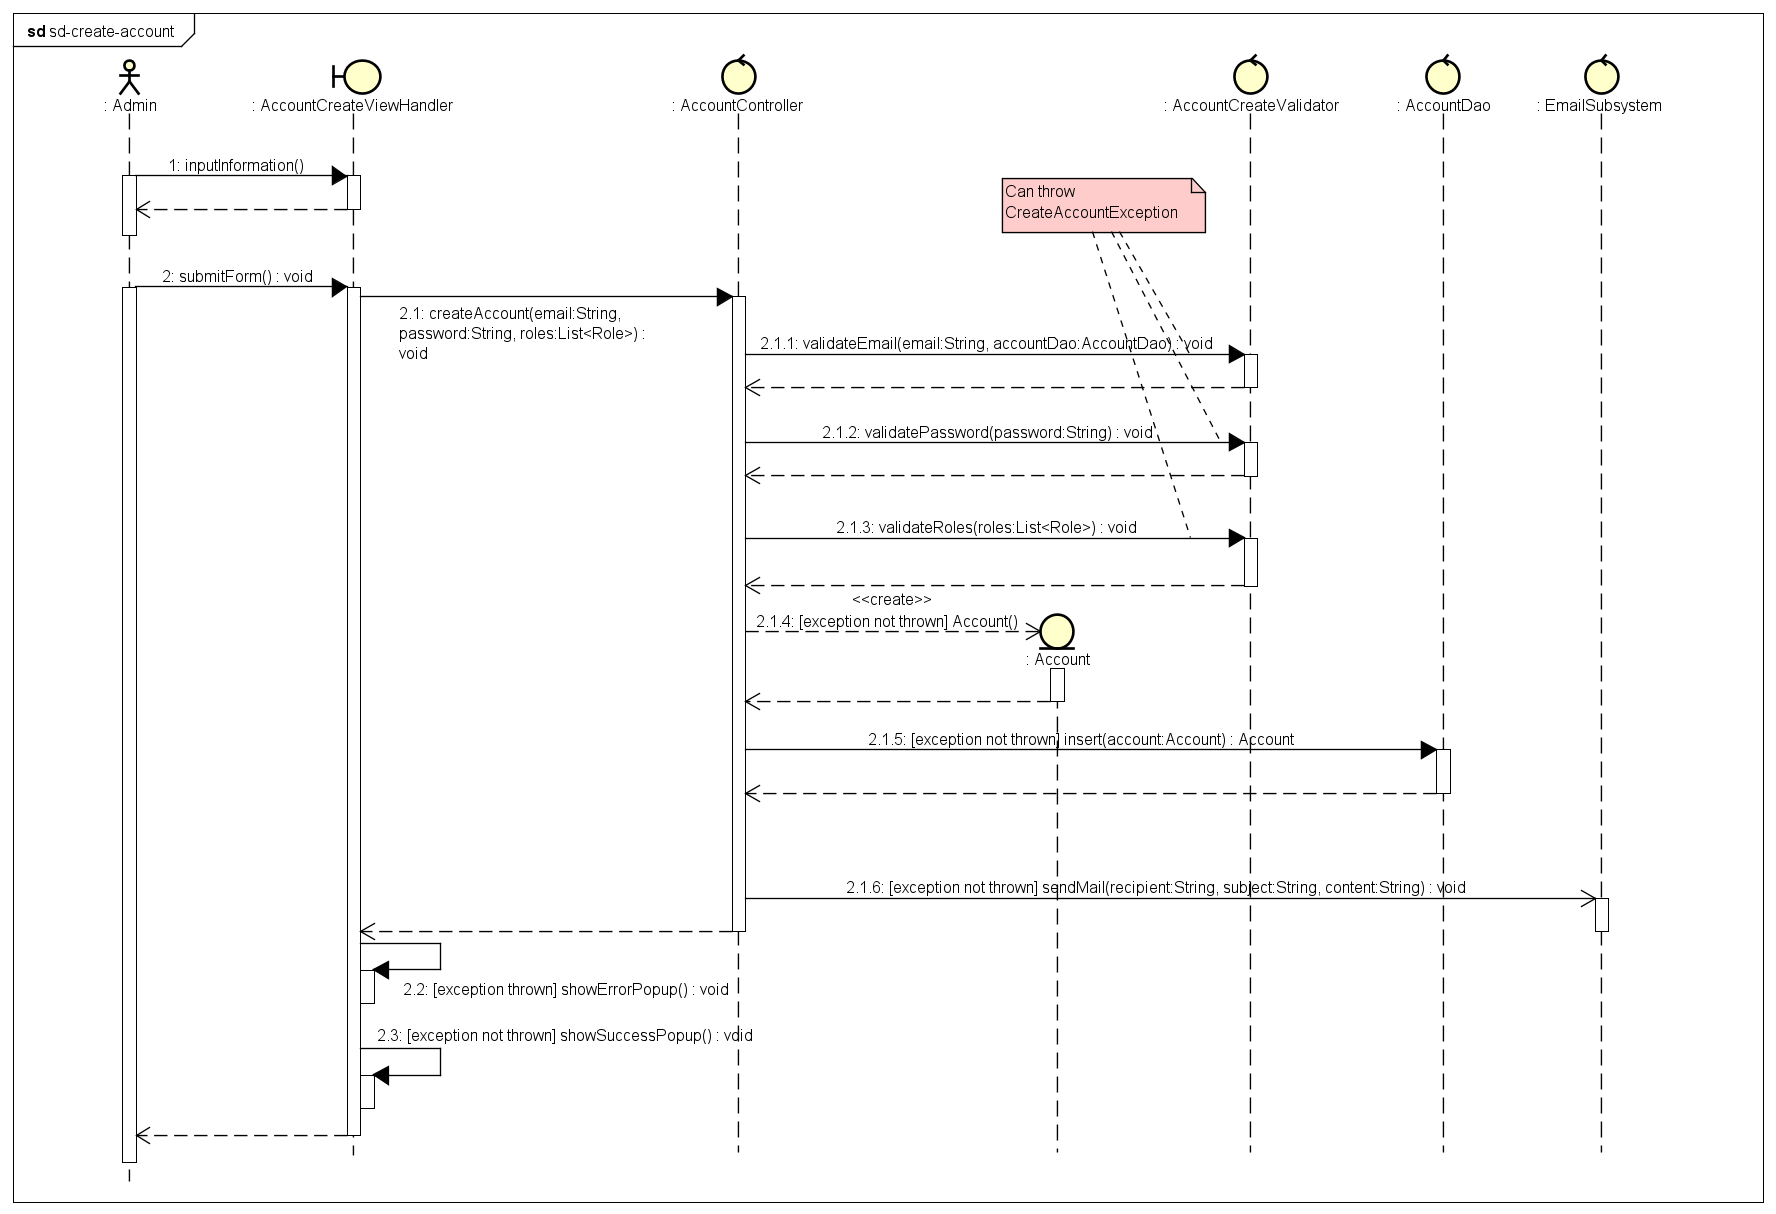 sd sd-create-account
: Admin
: AccountCreateViewHandler
: AccountController
: AccountCreateValidator
: AccountDao
: EmailSubsystem
1: inputInformation()
Can throw
CreateAccountException
2: submitForm() : void
2.1: createAccount(email:String,
password:String, roles:List<Role>) :
void
2.1.1: validateEmail(email:String, accountDao:AccountDao) : void
2.1.2: validatePassword(password:String) : void
2.1.3: validateRoles(roles:List<Role>) : void
<<create>>
2.1.4: [exception not thrown] Account()
: Account
2.1.5: [exception not thrown] insert(account:Account) : Account
2.1.6: [exception not thrown] sendMail(recipient:String, subject:String, content:String) : void
2.2: [exception thrown] showErrorPopup() : void
2.3: [exception not thrown] showSuccessPopup() : void